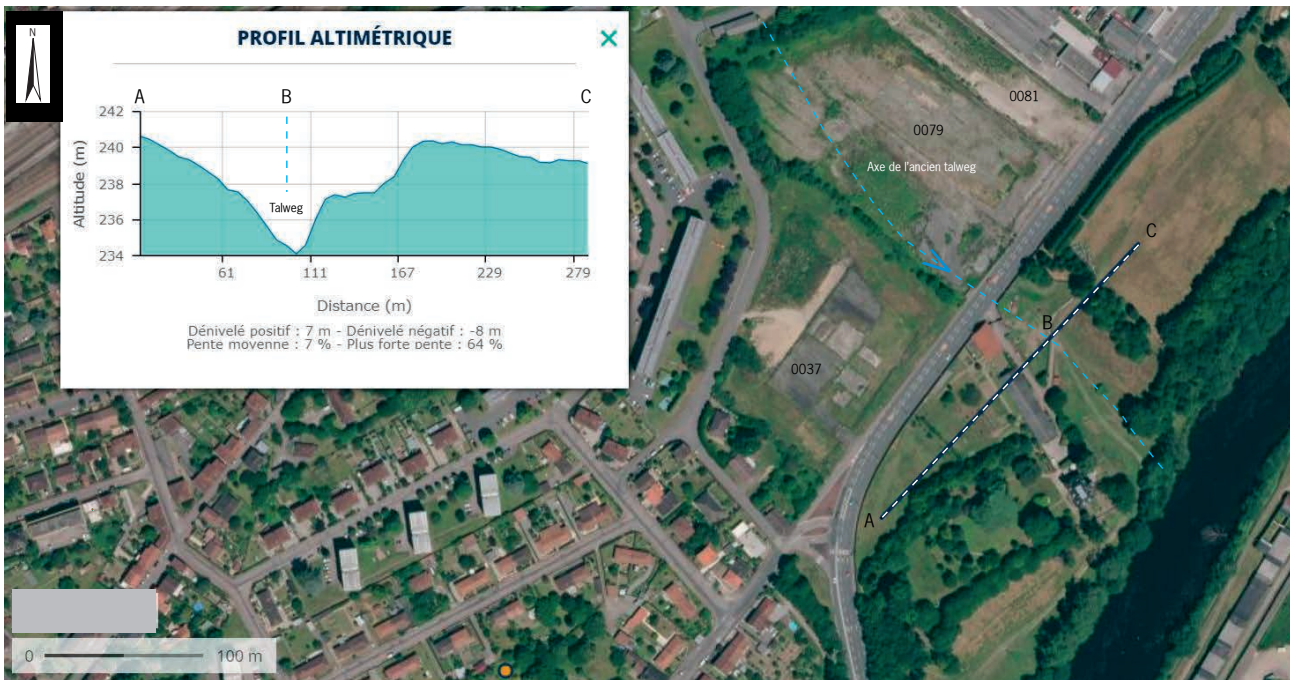 N
PROFIL ALTIMÉTRIQUE
×
A B C
242
240
238
236
234
Altitude (m)
Talweg
61 111 167 229 279
Distance (m)
Dénivelé positif : 7 m - Dénivelé négatif : -8 m
Pente moyenne : 7 % - Plus forte pente : 64 %
0081
0079
Axe de l'ancien talweg
0037
C
B
A
0 100 m